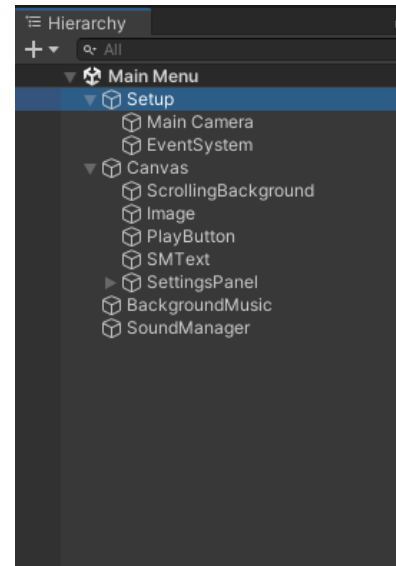 Hierarchy
All
Main Menu
Setup
Main Camera
EventSystem
Canvas
ScrollingBackground
Image
PlayButton
SMText
SettingsPanel
BackgroundMusic
SoundManager